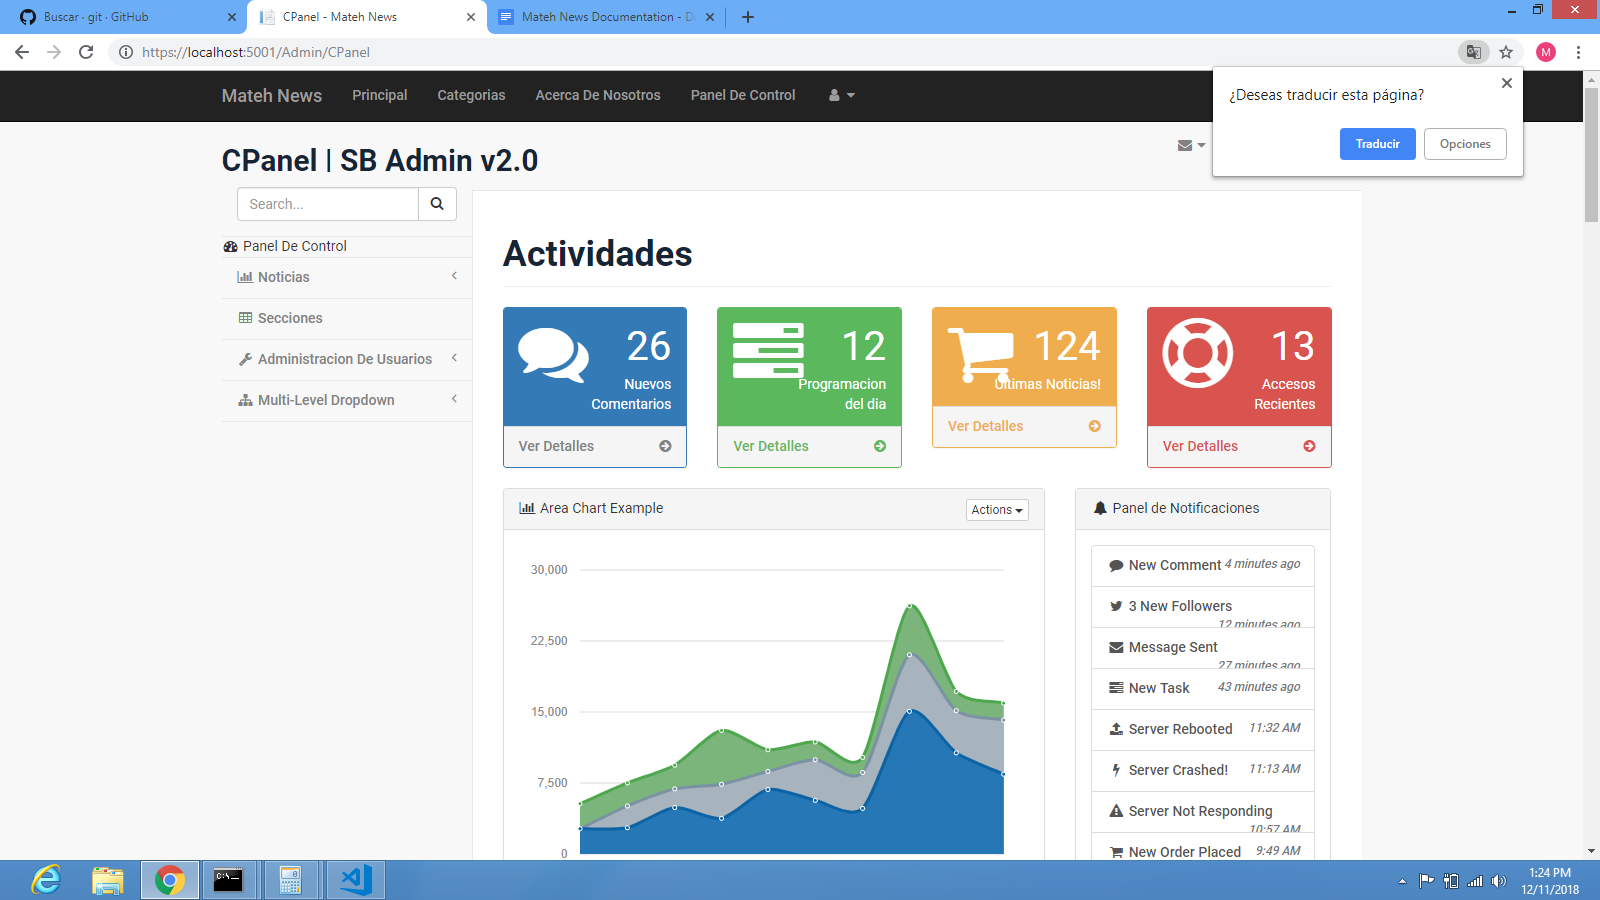 Buscar · git · GitHub
CPanel - Mateh News
Mateh News Documentation - D
https://localhost:5001/Admin/CPanel
M
¿Deseas traducir esta página?
Traducir
Opciones
Mateh News
Principal
Categorias
Acerca De Nosotros
Panel De Control
CPanel | SB Admin v2.0
Search...
Panel De Control
Noticias
Secciones
Administracion De Usuarios
Multi-Level Dropdown
Actividades
26
Nuevos
Comentarios
Ver Detalles
12
Programacion
del dia
Ver Detalles
124
Ultimas Noticias!
Ver Detalles
13
Accesos
Recientes
Ver Detalles
Area Chart Example
Actions
30,000
22,500
15,000
7,500
0
Panel de Notificaciones
New Comment 4 minutes ago
3 New Followers
12 minutes ago
Message Sent
27 minutes ago
New Task 43 minutes ago
Server Rebooted 11:32 AM
Server Crashed! 11:13 AM
Server Not Responding
10:57 AM
New Order Placed 9:49 AM
C:\_
1:24 PM
12/11/2018